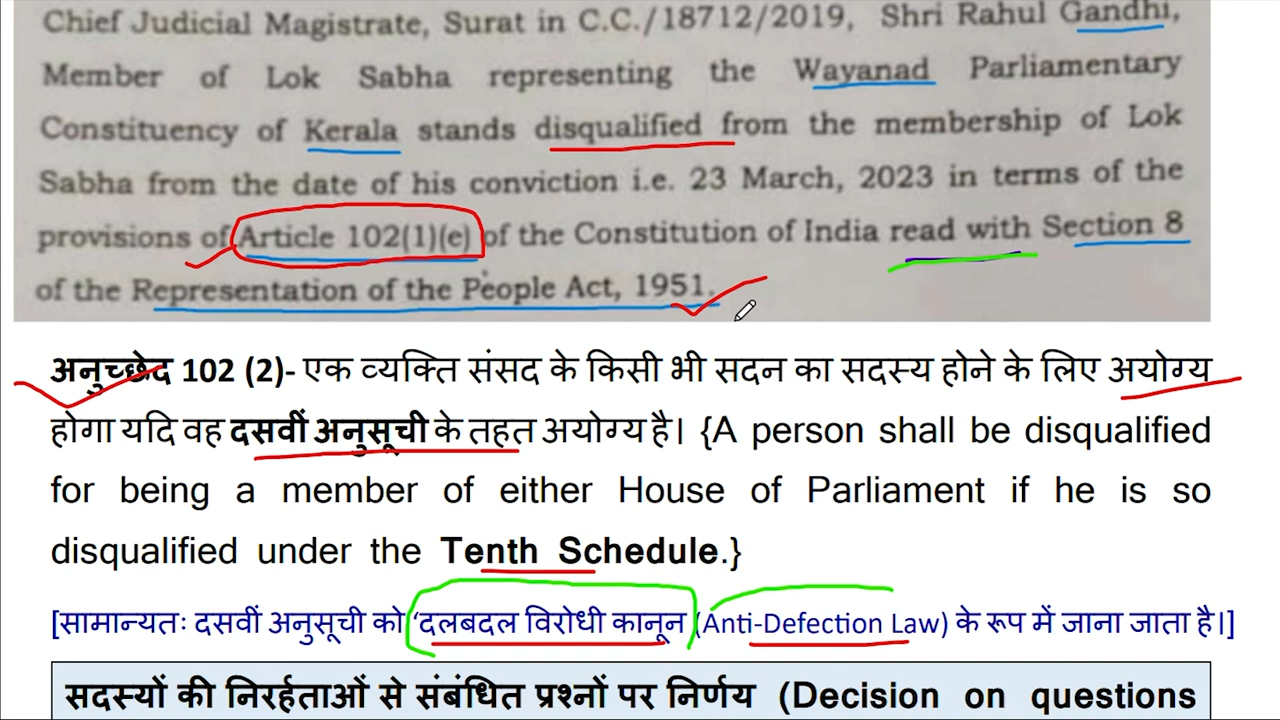 Chief Judicial Magistrate, Surat in C.C./18712/2019, Shri Rahul Gandhi,
Member of Lok Sabha representing the Wayanad Parliamentary
Constituency of Kerala stands disqualified from the membership of Lok
Sabha from the date of his conviction i.e. 23 March, 2023 in terms of the
provisions of Article 102(1)(e) of the Constitution of India read with Section 8
of the Representation of the People Act, 1951.
अनुच्छेद 102 (2)- एक व्यक्ति संसद के किसी भी सदन का सदस्य होने के लिए अयोग्य
होगा यदि वह दसवीं अनुसूची के तहत अयोग्य है। {A person shall be disqualified
for being a member of either House of Parliament if he is so
disqualified under the Tenth Schedule.}
[सामान्यतः दसवीं अनुसूची को 'दलबदल विरोधी कानून (Anti-Defection Law) के रूप में जाना जाता है।]
सदस्यों की निरर्हताओं से संबंधित प्रश्नों पर निर्णय (Decision on questions